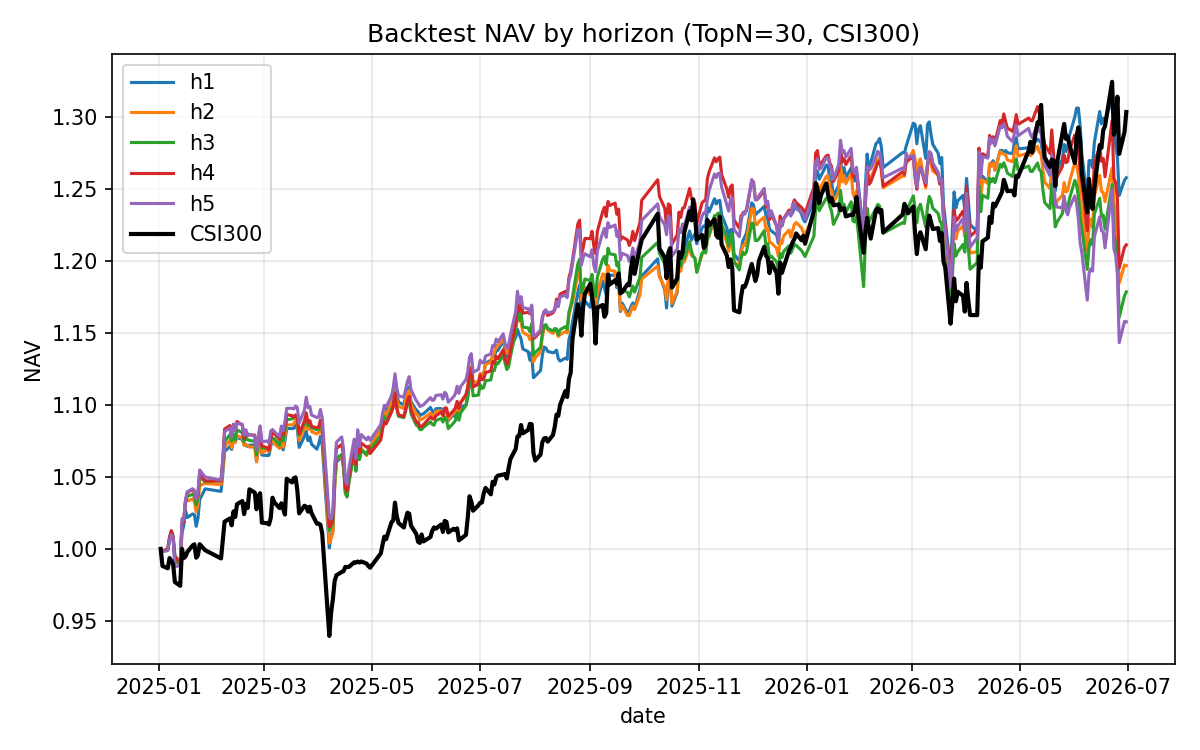 Backtest NAV by horizon (TopN=30, CSI300)
h1
h2
h3
h4
h5
CSI300
NAV
1.30
1.25
1.20
1.15
1.10
1.05
1.00
0.95
2025-01 2025-03 2025-05 2025-07 2025-09 2025-11 2026-01 2026-03 2026-05 2026-07
date